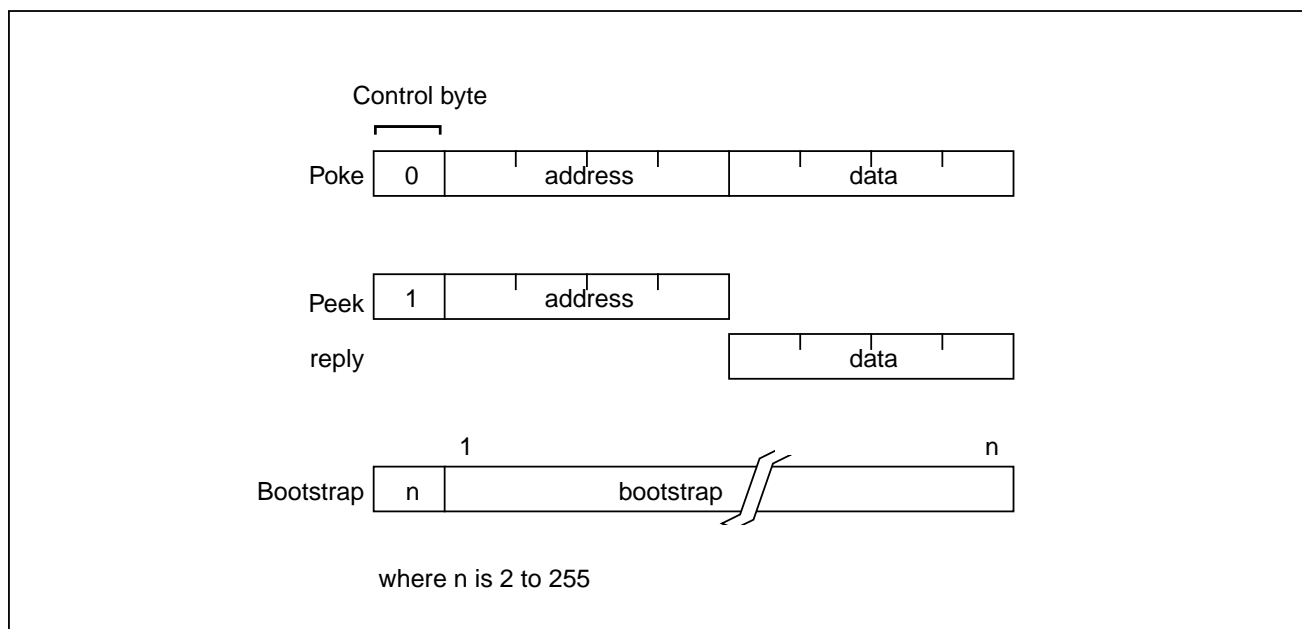 Control byte
Poke 0 address data
Peek 1 address
reply data
1 n
Bootstrap n bootstrap
where n is 2 to 255